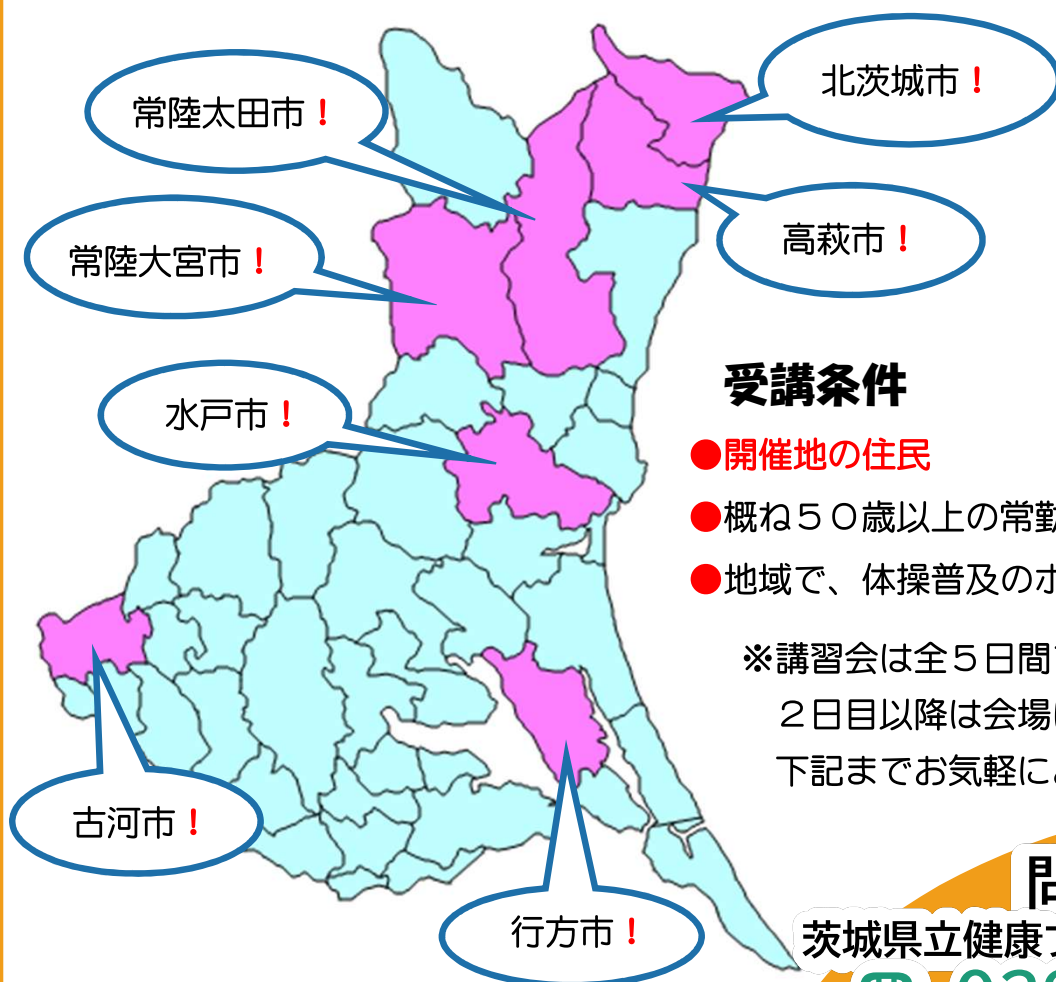 北茨城市！
常陸太田市！
高萩市！
常陸大宮市！
水戸市！
受講条件
●開催地の住民
●概ね５０歳以上の常勤
●地域で、体操普及のボ
※講習会は全５日間
２日目以降は会場
下記までお気軽に
古河市！
行方市！
茨城県立健康プ